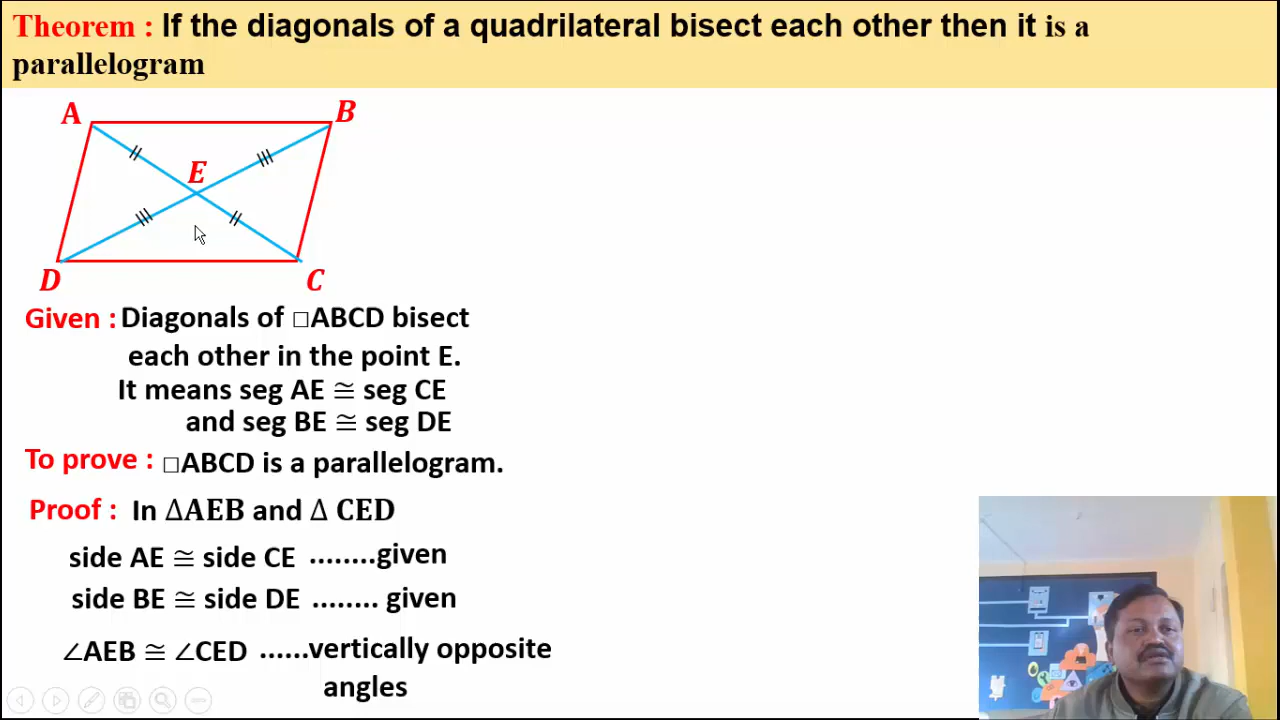 Theorem : If the diagonals of a quadrilateral bisect each other then it is a
parallelogram
A
B
E
D
C
Given : Diagonals of □ABCD bisect
each other in the point E.
It means seg AE ≅ seg CE
and seg BE ≅ seg DE
To prove : □ABCD is a parallelogram.
Proof : In ΔAEB and Δ CED
side AE ≅ side CE ........given
side BE ≅ side DE ........ given
∠AEB ≅ ∠CED ......vertically opposite
angles